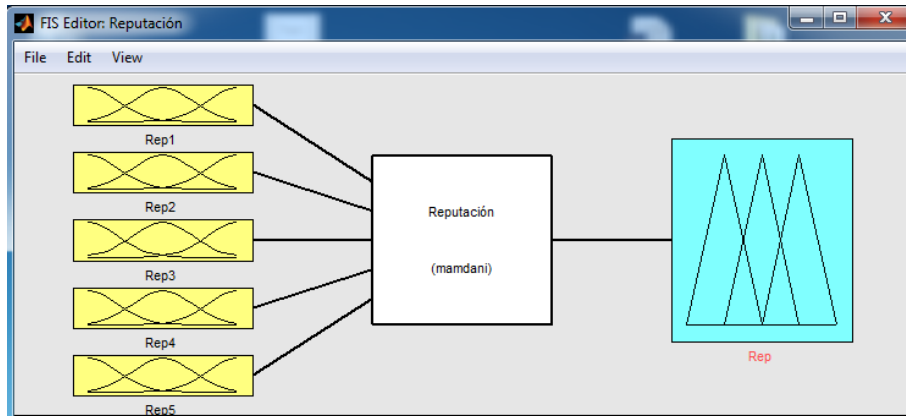 FIS Editor: Reputación
File Edit View
Rep1
Rep2
Rep3
Rep4
Rep5
Reputación
(mamdani)
Rep